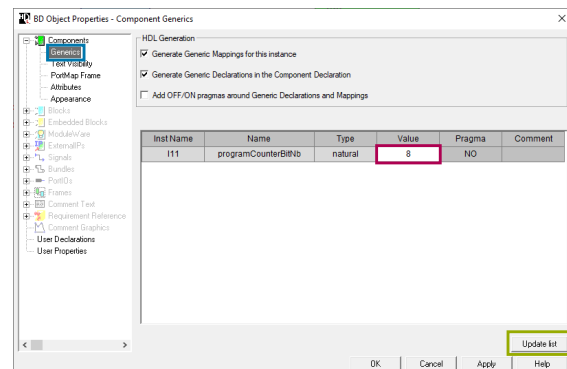 BD Object Properties - Component Generics
Components
Generics
Text Visibility
PortMap Frame
Attributes
Appearance
Blocks
Embedded Blocks
ModuleWare
ExternalIPs
Signals
Bundles
PortIOs
Frames
Comment Text
Requirement Reference
Comment Graphics
User Declarations
User Properties
HDL Generation
Generate Generic Mappings for this instance
Generate Generic Declarations in the Component Declaration
Add OFF/ON pragmas around Generic Declarations and Mappings
Inst Name Name Type Value Pragma Comment
I11 programCounterBitNb natural 8 NO
Update list
OK Cancel Apply Help